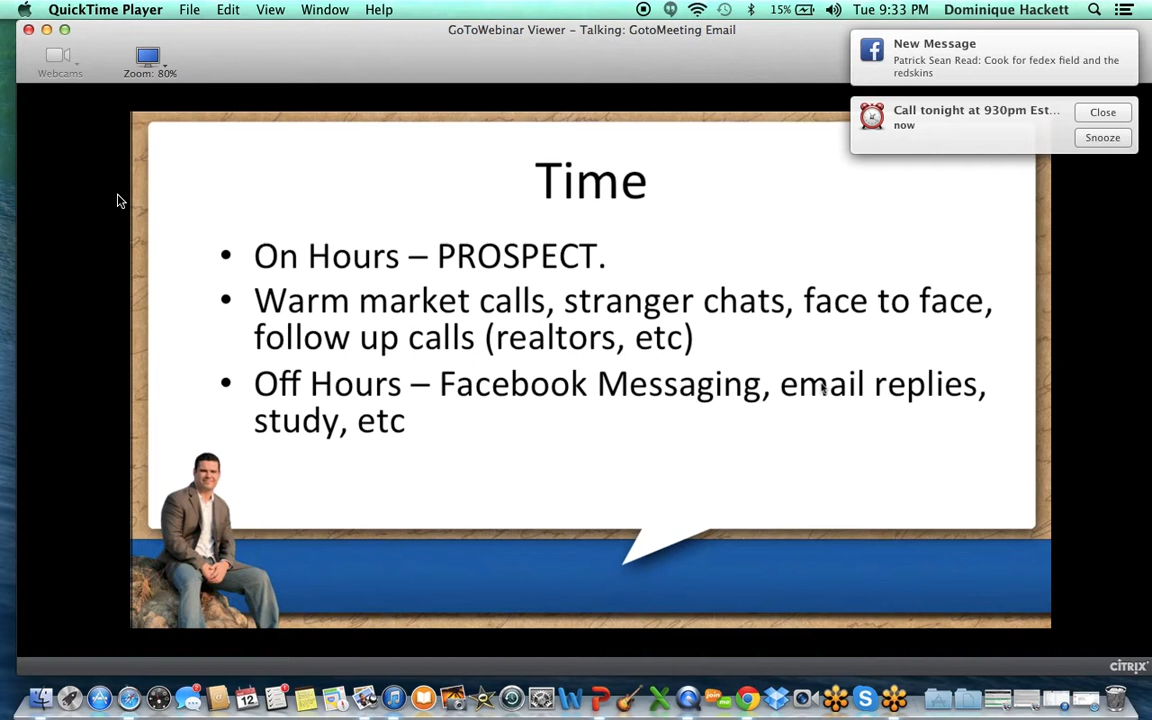 QuickTime Player File Edit View Window Help 15% Tue 9:33 PM Dominique Hackett
GoToWebinar Viewer – Talking: GotoMeeting Email
Webcams
Zoom: 80%
New Message
Patrick Sean Read: Cook for fedex field and the
redskins
Call tonight at 930pm Est...
now
Close
Snooze
Time
• On Hours – PROSPECT.
• Warm market calls, stranger chats, face to face,
follow up calls (realtors, etc)
• Off Hours – Facebook Messaging, email replies,
study, etc
CITRIX
12
join
me